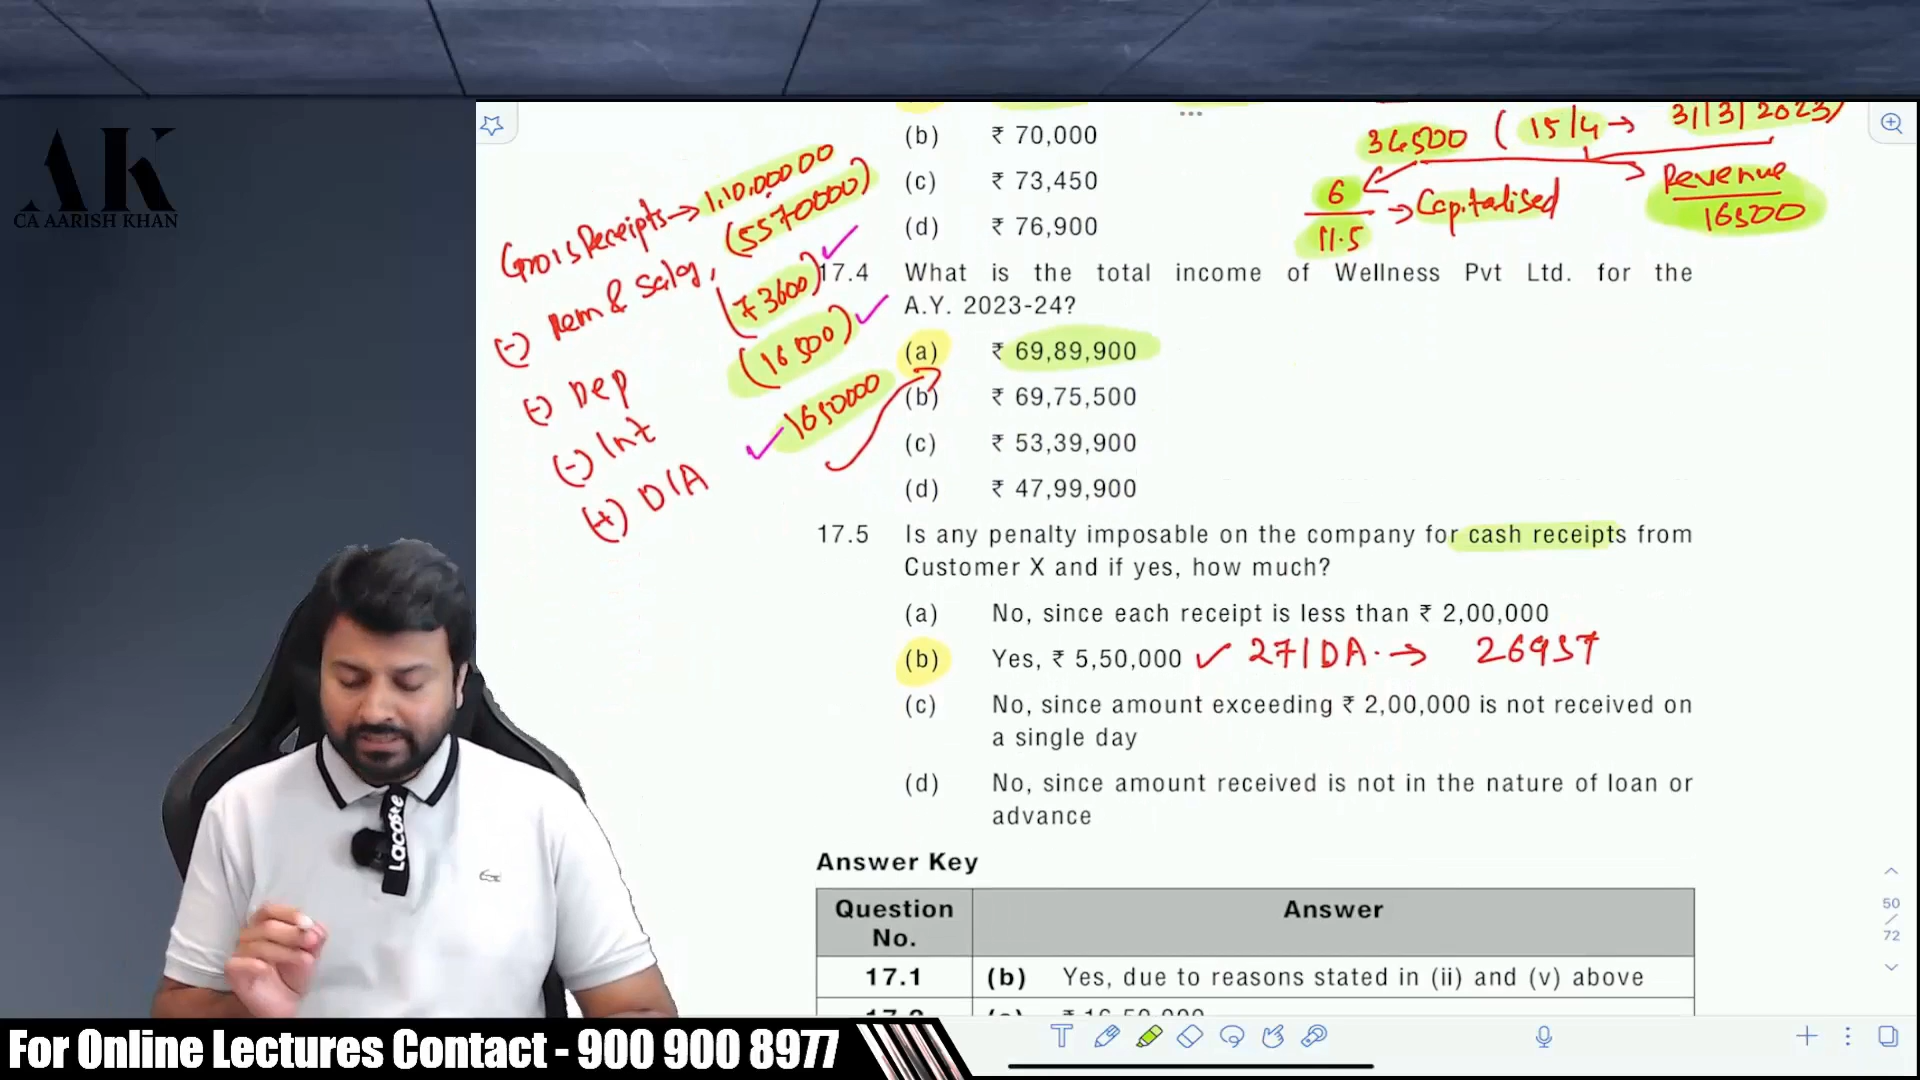 AK
CA AARISH KHAN
Gross Receipts → 1,10,00000
(-) Rem & Salary (5570000)
(-) Dep (73600)
(-) Int (16500)
(+) DIA 1650000
36500 ( 15/4 → 31/3/2023)
6
11.5
→ Capitalised
Revenue
16500
(b) ₹ 70,000
(c) ₹ 73,450
(d) ₹ 76,900
17.4 What is the total income of Wellness Pvt Ltd. for the
A.Y. 2023-24?
(a) ₹ 69,89,900
(b) ₹ 69,75,500
(c) ₹ 53,39,900
(d) ₹ 47,99,900
17.5 Is any penalty imposable on the company for cash receipts from
Customer X and if yes, how much?
(a) No, since each receipt is less than ₹ 2,00,000
(b) Yes, ₹ 5,50,000 ✓ 271DA. → 269ST
(c) No, since amount exceeding ₹ 2,00,000 is not received on
a single day
(d) No, since amount received is not in the nature of loan or
advance
Answer Key
Question
No.
Answer
17.1 (b) Yes, due to reasons stated in (ii) and (v) above
50
/
72
Lacoste
For Online Lectures Contact - 900 900 8977